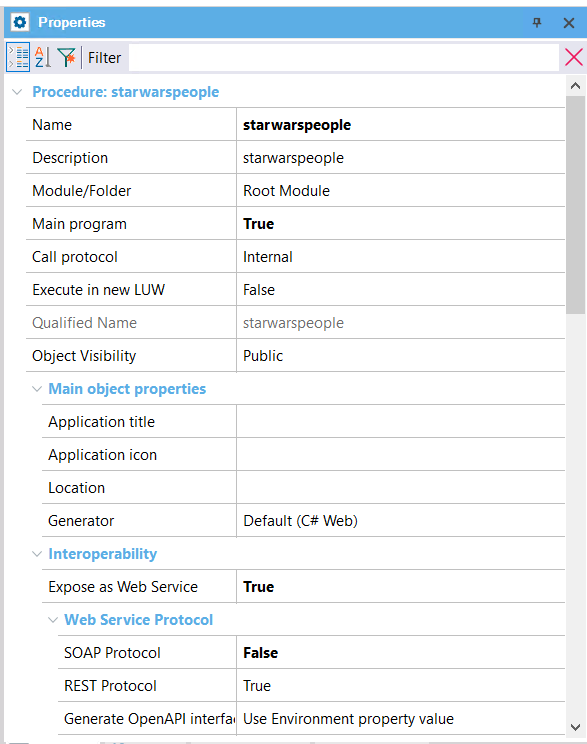 Properties
Filter
Procedure: starwarspeople
Name starwarspeople
Description starwarspeople
Module/Folder Root Module
Main program True
Call protocol Internal
Execute in new LUW False
Qualified Name starwarspeople
Object Visibility Public
Main object properties
Application title
Application icon
Location
Generator Default (C# Web)
Interoperability
Expose as Web Service True
Web Service Protocol
SOAP Protocol False
REST Protocol True
Generate OpenAPI interfa Use Environment property value